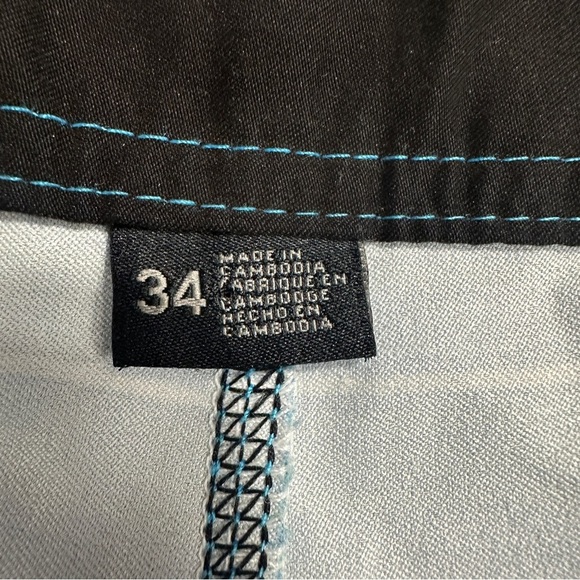 34
MADE IN
CAMBODIA
FABRIQUE EN
CAMBODGE
HECHO EN
CAMBODIA